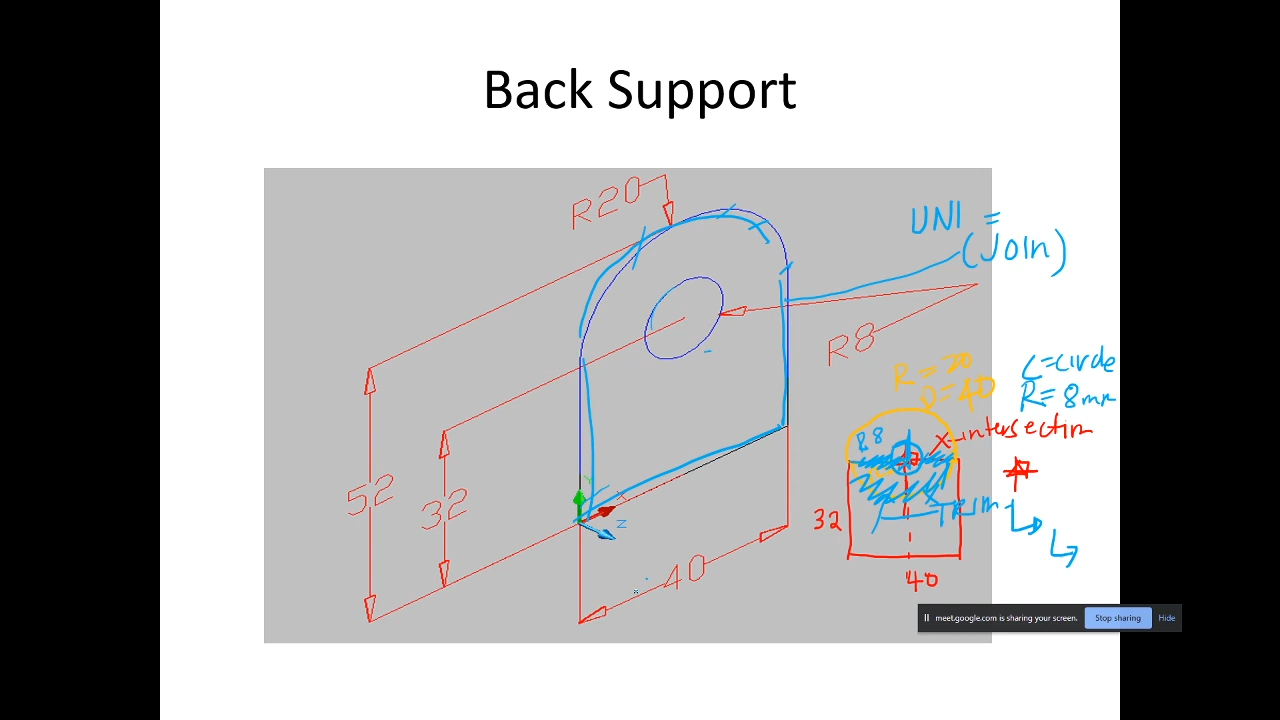 Back Support
R20
UNI =
(JOIN)
R8
R = 20
D = 40
C=circle
R= 8mm
R8
X-intersection
52
32
Y
X
Z
TRIM
32
40
40
meet.google.com is sharing your screen.
Stop sharing
Hide